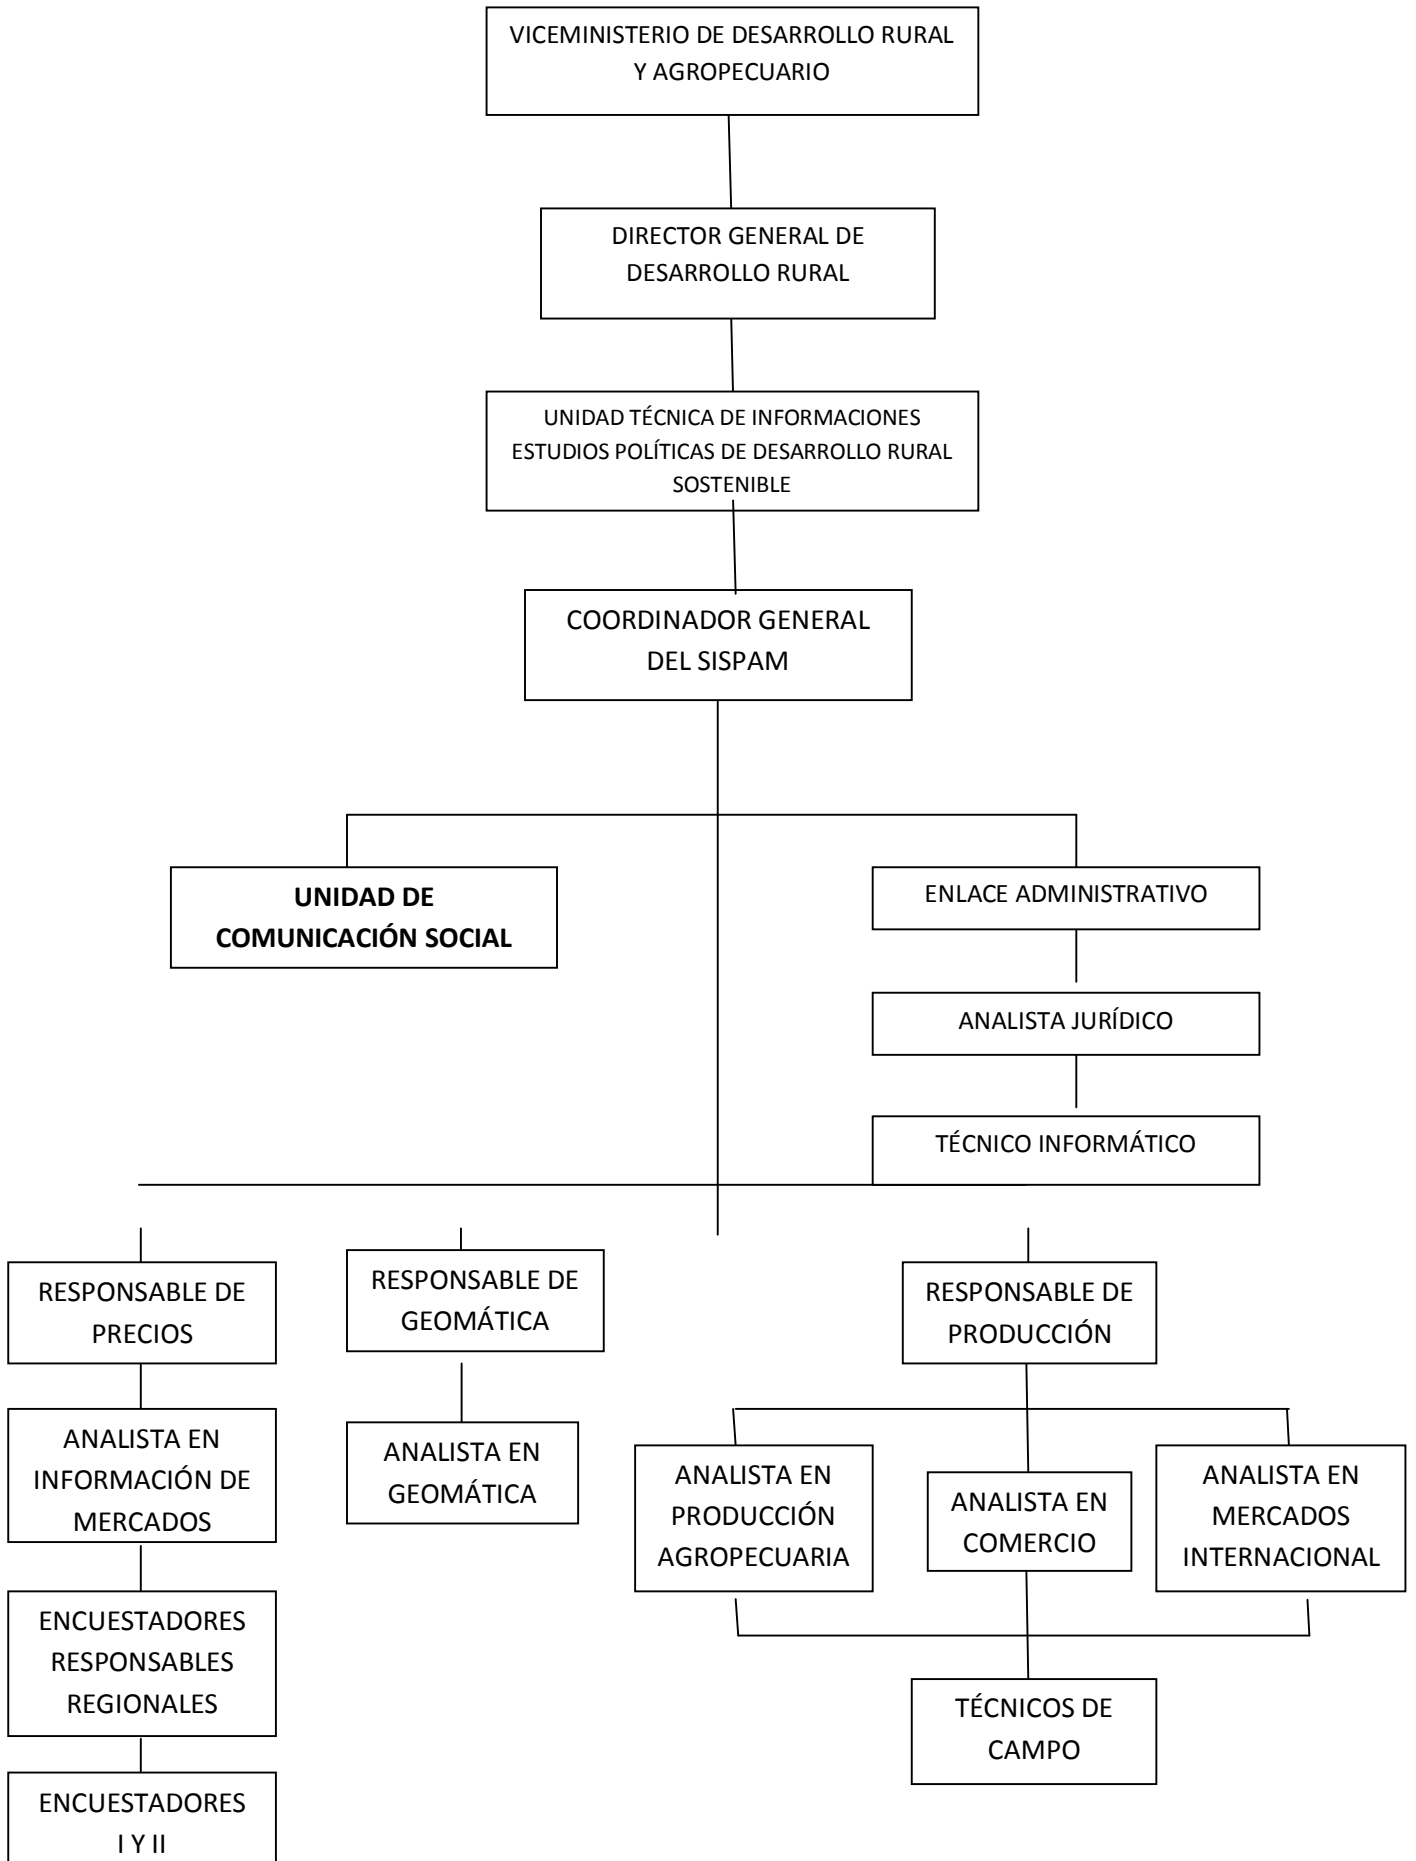 VICEMINISTERIO DE DESARROLLO RURAL
Y AGROPECUARIO
DIRECTOR GENERAL DE
DESARROLLO RURAL
UNIDAD TÉCNICA DE INFORMACIONES
ESTUDIOS POLÍTICAS DE DESARROLLO RURAL
SOSTENIBLE
COORDINADOR GENERAL
DEL SISPAM
UNIDAD DE
COMUNICACIÓN SOCIAL
ENLACE ADMINISTRATIVO
ANALISTA JURÍDICO
TÉCNICO INFORMÁTICO
RESPONSABLE DE
PRECIOS
RESPONSABLE DE
GEOMÁTICA
RESPONSABLE DE
PRODUCCIÓN
ANALISTA EN
INFORMACIÓN DE
MERCADOS
ANALISTA EN
GEOMÁTICA
ANALISTA EN
PRODUCCIÓN
AGROPECUARIA
ANALISTA EN
COMERCIO
ANALISTA EN
MERCADOS
INTERNACIONAL
ENCUESTADORES
RESPONSABLES
REGIONALES
TÉCNICOS DE
CAMPO
ENCUESTADORES
I Y II